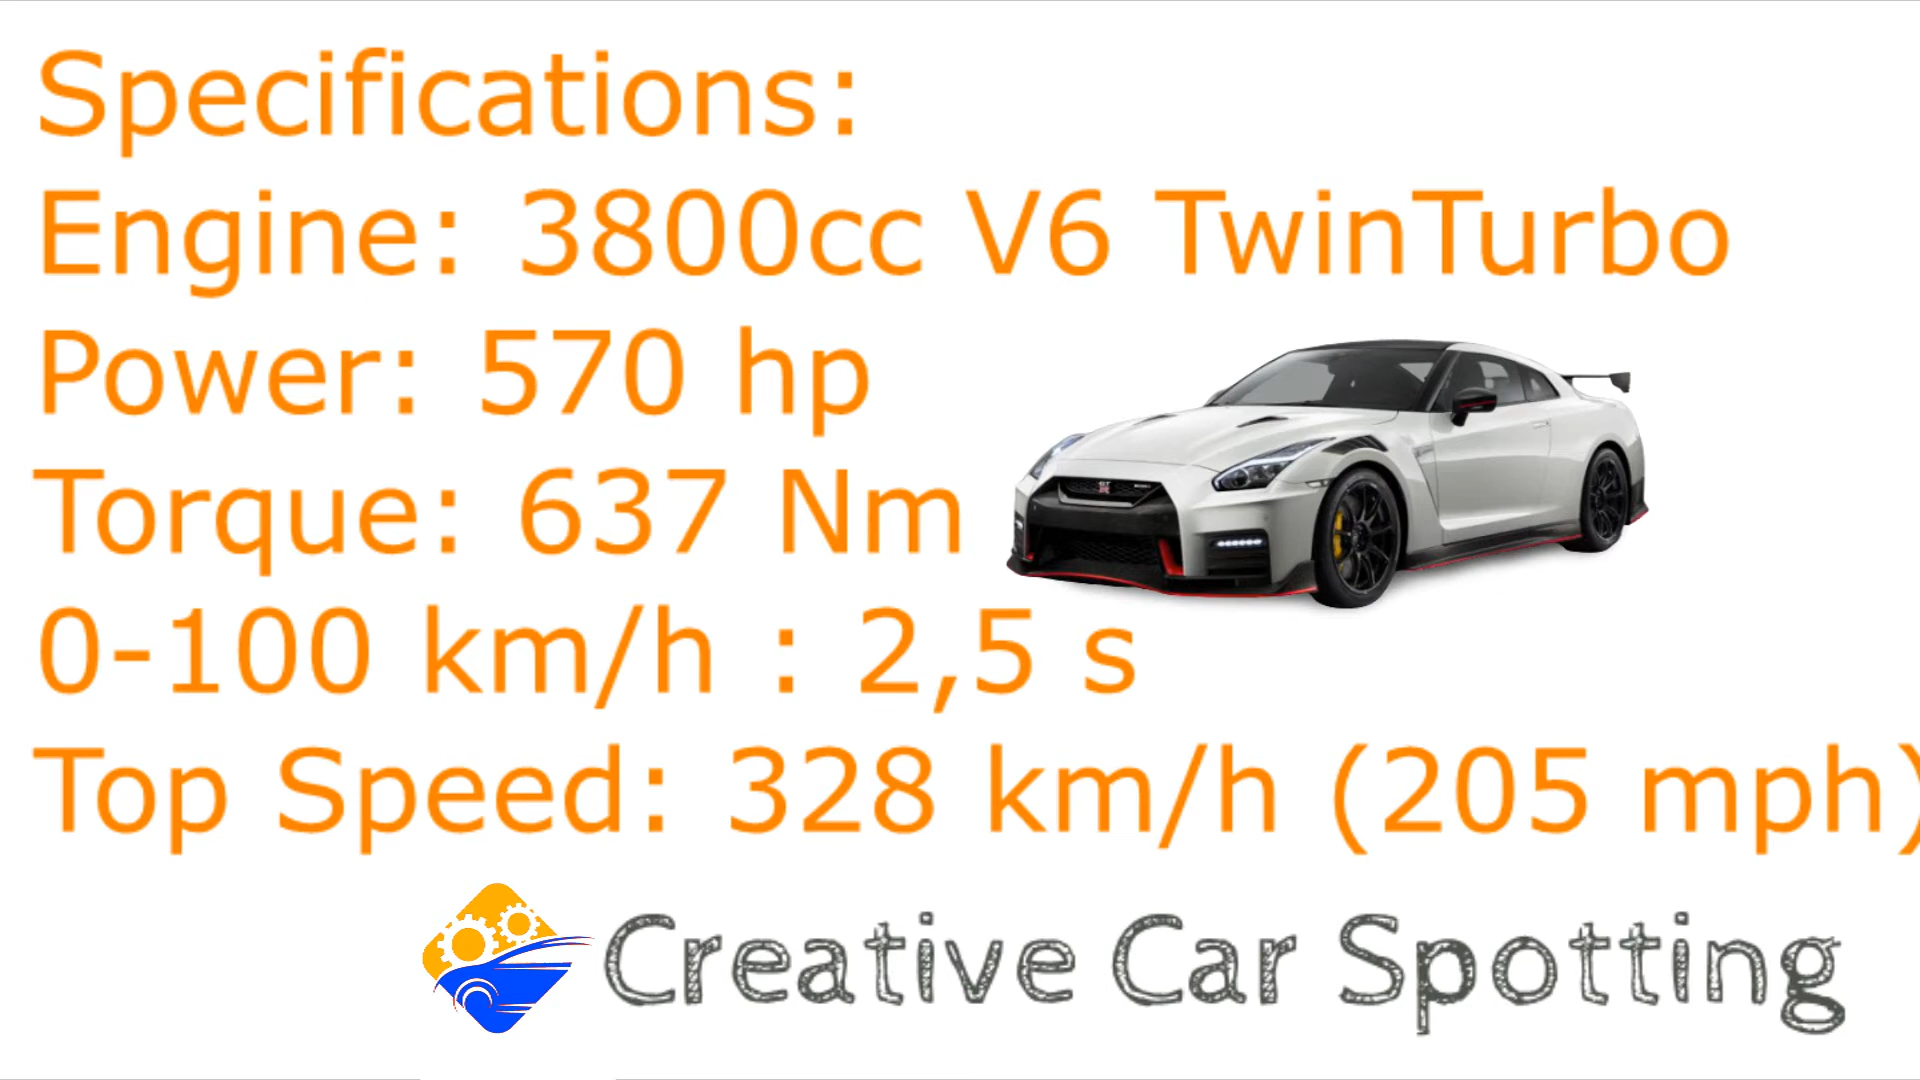 Specifications:
Engine: 3800cc V6 TwinTurbo
Power: 570 hp
Torque: 637 Nm
0-100 km/h : 2,5 s
Top Speed: 328 km/h (205 mph)
Creative Car Spotting